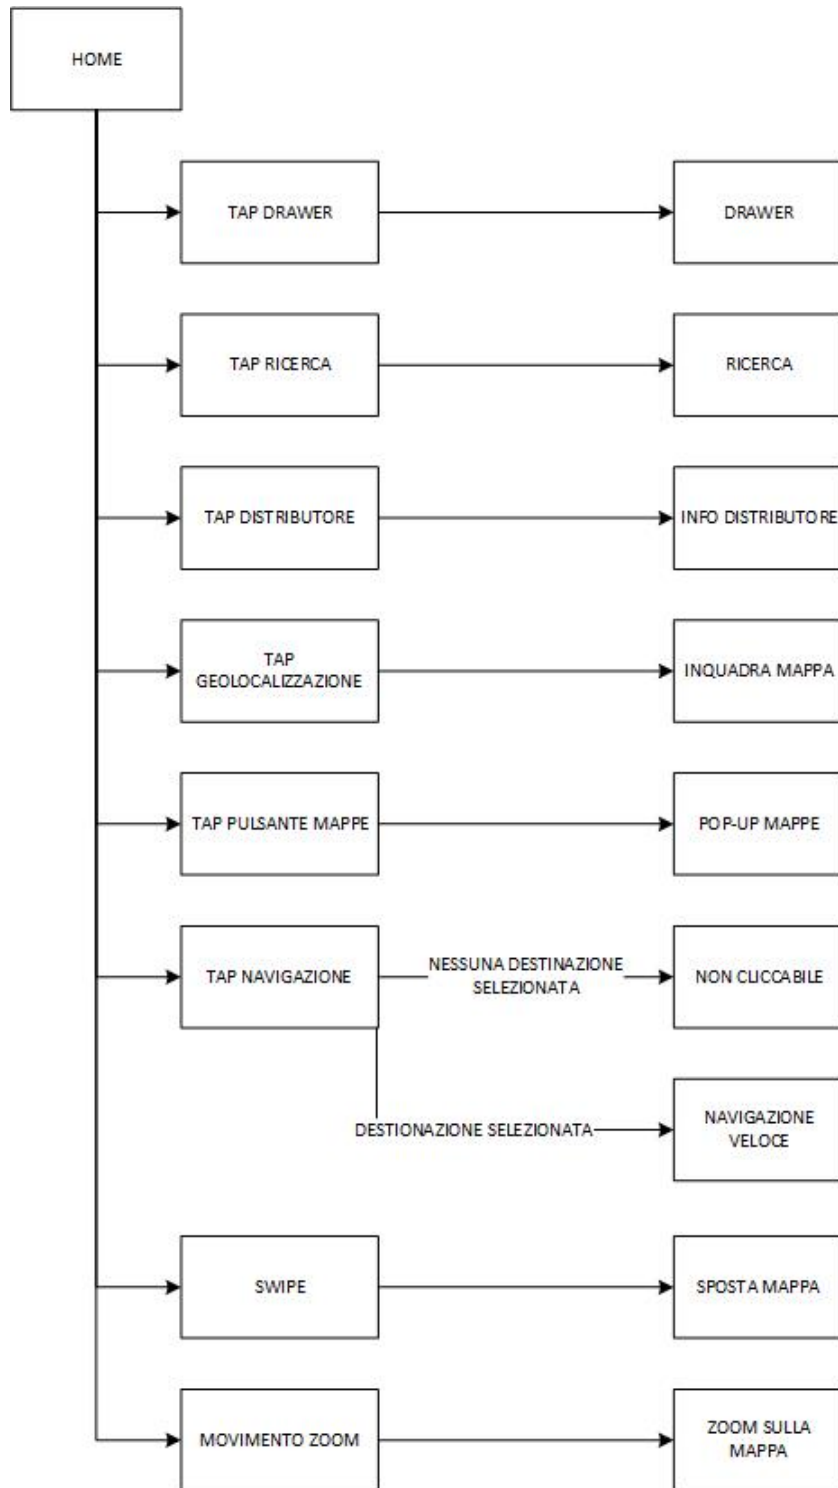 HOME
TAP DRAWER
DRAWER
TAP RICERCA
RICERCA
TAP DISTRIBUTORE
INFO DISTRIBUTORE
TAP
GEOLOCALIZZAZIONE
INQUADRA MAPPA
TAP PULSANTE MAPPE
POP-UP MAPPE
TAP NAVIGAZIONE
NESSUNA DESTINAZIONE
SELEZIONATA
NON CLICCABILE
DESTIONAZIONE SELEZIONATA
NAVIGAZIONE
VELOCE
SWIPE
SPOSTA MAPPA
MOVIMENTO ZOOM
ZOOM SULLA
MAPPA